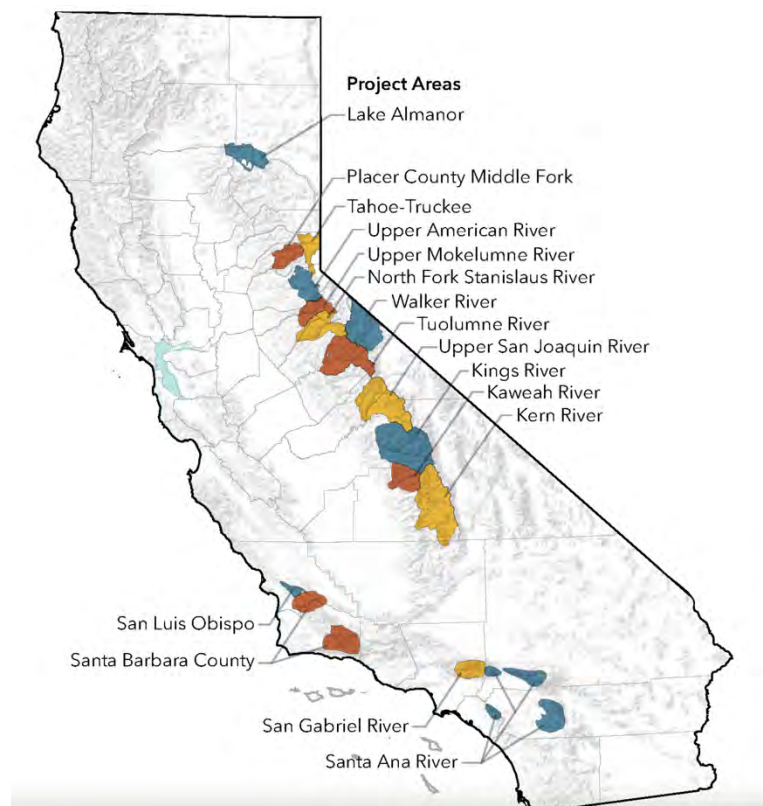 Project Areas
Lake Almanor
Placer County Middle Fork
Tahoe-Truckee
Upper American River
Upper Mokelumne River
North Fork Stanislaus River
Walker River
Tuolumne River
Upper San Joaquin River
Kings River
Kaweah River
Kern River
San Luis Obispo
Santa Barbara County
San Gabriel River
Santa Ana River